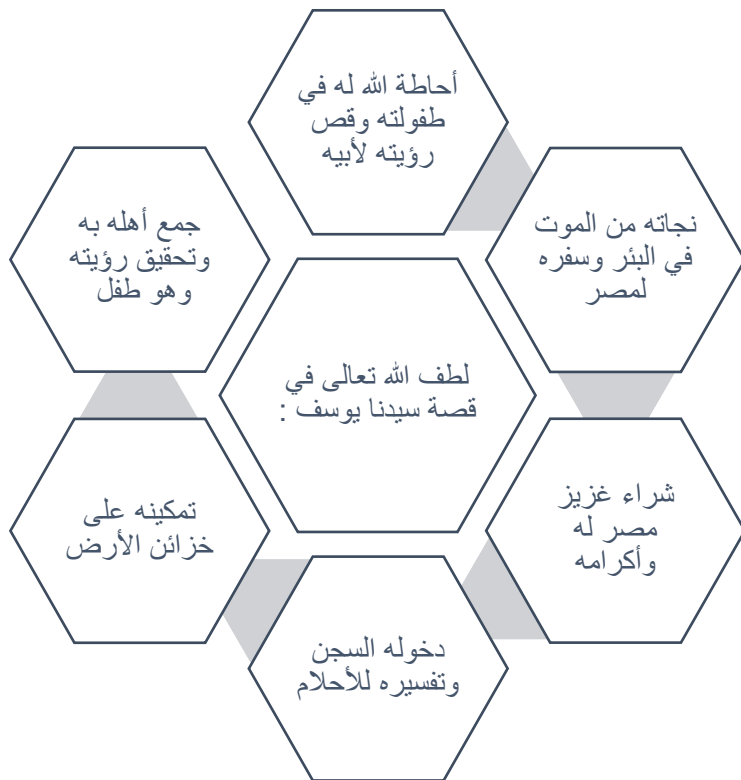 أحاطة الله له في
طفولته وقص
رؤيته لأبيه
نجاته من الموت
في البئر وسفره
لمصر
شراء غزيز
مصر له
وأكرامه
دخوله السجن
وتفسيره للأحلام
تمكينه على
خزائن الأرض
جمع أهله به
وتحقيق رؤيته
وهو طفل
لطف الله تعالى في
قصة سيدنا يوسف :